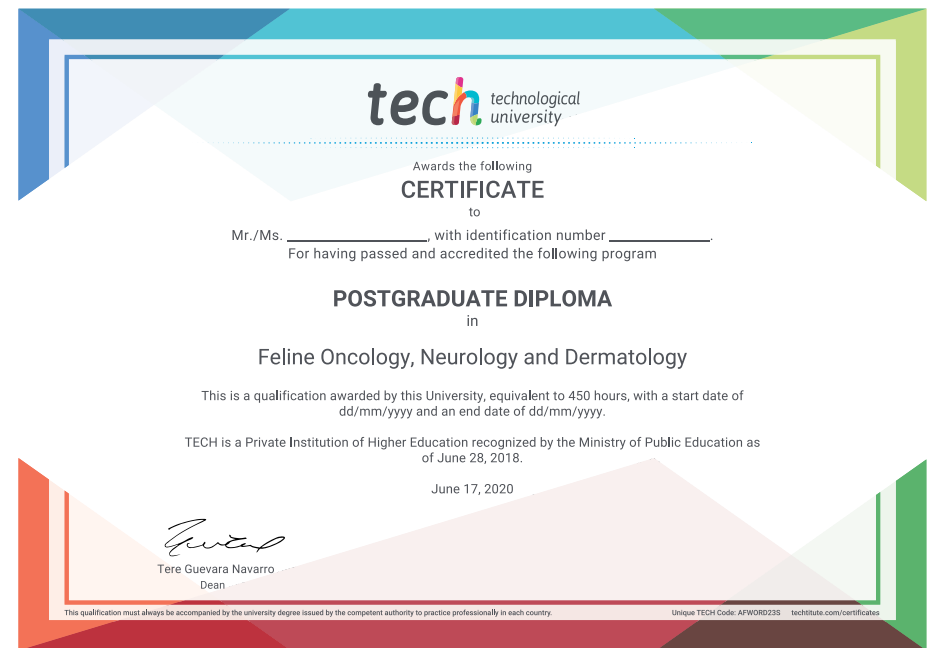 tech technological
university
Awards the following
CERTIFICATE
to
Mr./Ms. ____________________, with identification number ______________.
For having passed and accredited the following program
POSTGRADUATE DIPLOMA
in
Feline Oncology, Neurology and Dermatology
This is a qualification awarded by this University, equivalent to 450 hours, with a start date of
dd/mm/yyyy and an end date of dd/mm/yyyy.
TECH is a Private Institution of Higher Education recognized by the Ministry of Public Education as
of June 28, 2018.
June 17, 2020
Tere Guevara Navarro
Dean
This qualification must always be accompanied by the university degree issued by the competent authority to practice professionally in each country. Unique TECH Code: AFWORD23S techtitute.com/certificates